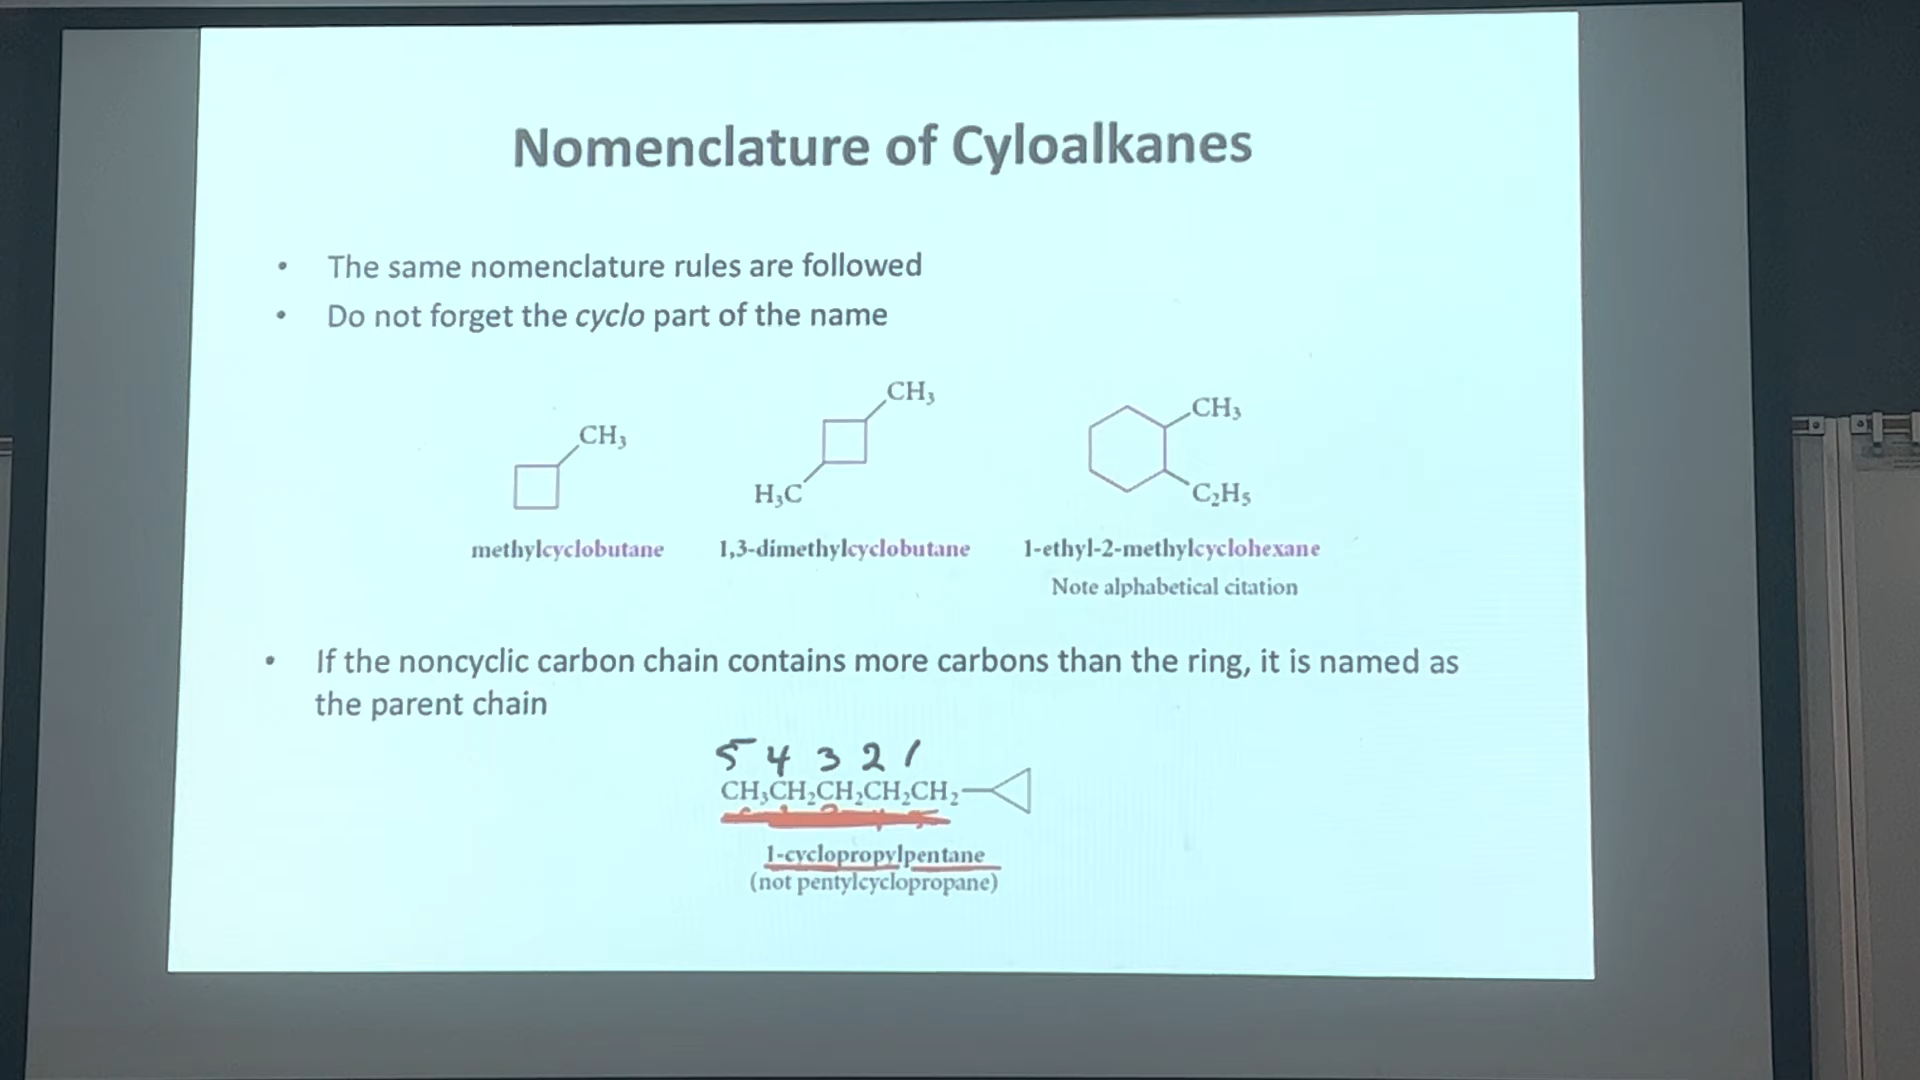 Nomenclature of Cyloalkanes
• The same nomenclature rules are followed
• Do not forget the cyclo part of the name
CH₃
methylcyclobutane
CH₃
H₃C
1,3-dimethylcyclobutane
CH₃
C₂H₅
1-ethyl-2-methylcyclohexane
Note alphabetical citation
• If the noncyclic carbon chain contains more carbons than the ring, it is named as
the parent chain
5 4 3 2 1
CH₃CH₂CH₂CH₂CH₂
1-cyclopropylpentane
(not pentylcyclopropane)